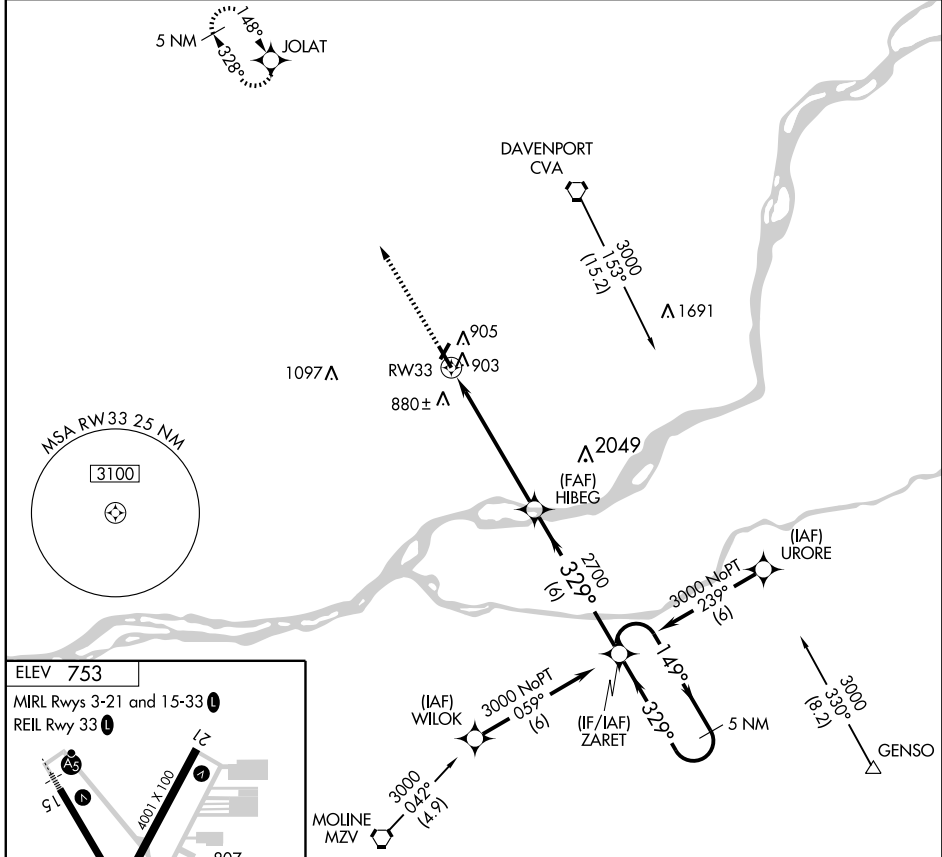 148°
5 NM
328°
JOLAT
DAVENPORT
CVA
3000
153°
(15.2)
1691
905
903
RW33
1097
880±
MSA RW33 25 NM
3100
2049
(FAF)
HIBEG
2700
329°
(6)
(IAF)
URORE
3000 NoPT
239°
(6)
149°
329°
5 NM
(IF/IAF)
ZARET
(IAF)
WILOK
3000 NoPT
059°
(6)
3000
042°
(4.9)
MOLINE
MZV
3000
330°
(8.2)
GENSO
ELEV 753
MIRL Rwys 3-21 and 15-33 L
REIL Rwy 33 L
A5
V
15
21
V
4001 X 100
807